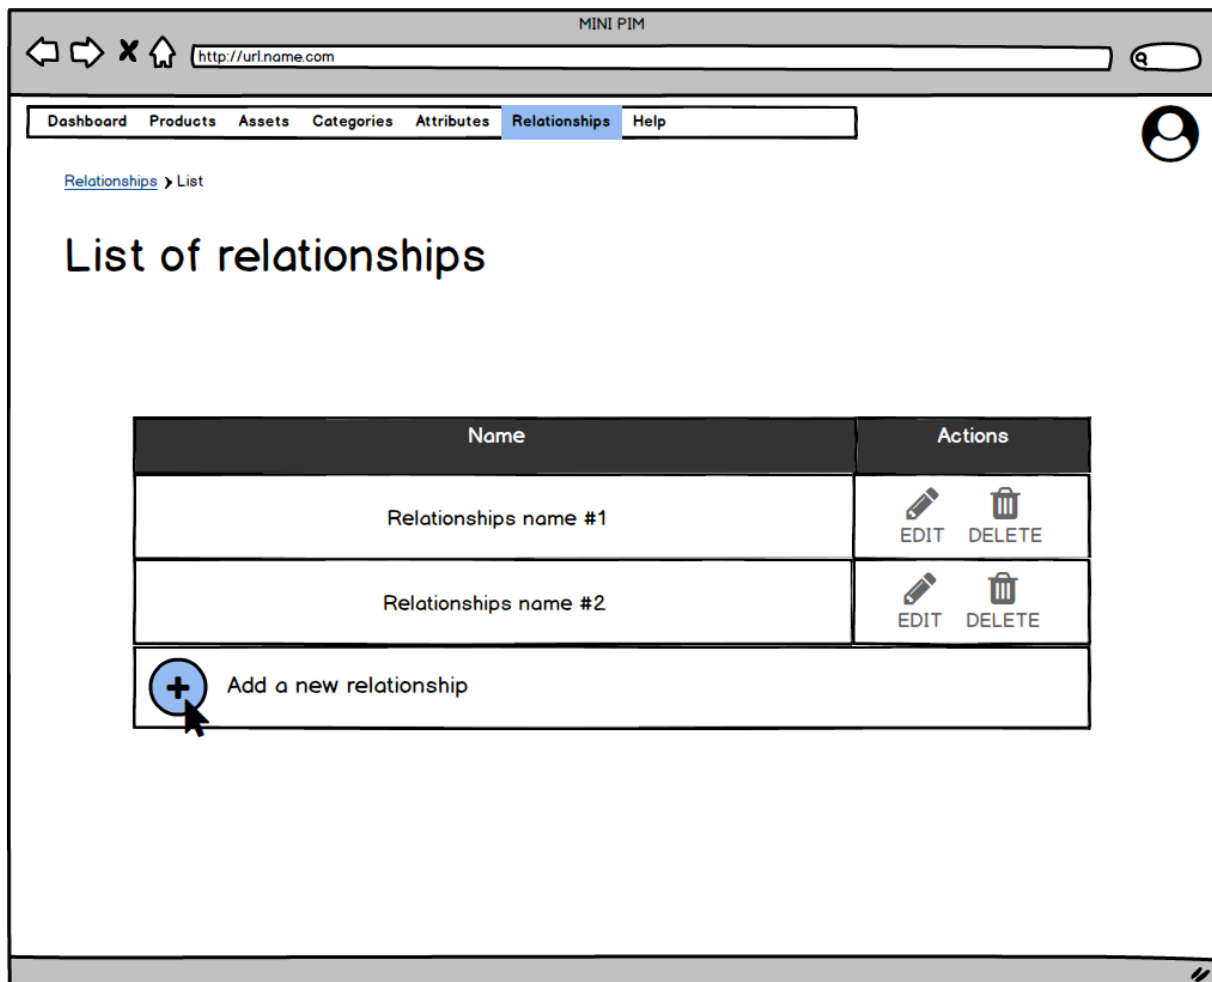 MINI PIM
http://url.name.com
Dashboard Products Assets Categories Attributes Relationships Help
Relationships List
List of relationships
Name Actions
Relationships name #1
EDIT DELETE
Relationships name #2
EDIT DELETE
Add a new relationship